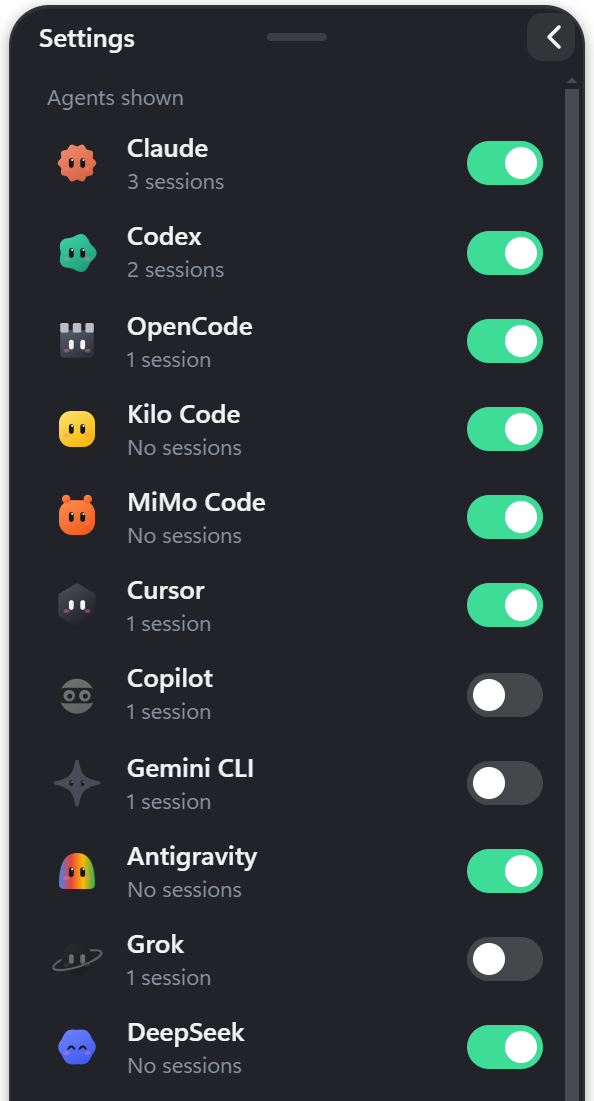 Settings
Agents shown
Claude
3 sessions
Codex
2 sessions
OpenCode
1 session
Kilo Code
No sessions
MiMo Code
No sessions
Cursor
1 session
Copilot
1 session
Gemini CLI
1 session
Antigravity
No sessions
Grok
1 session
DeepSeek
No sessions